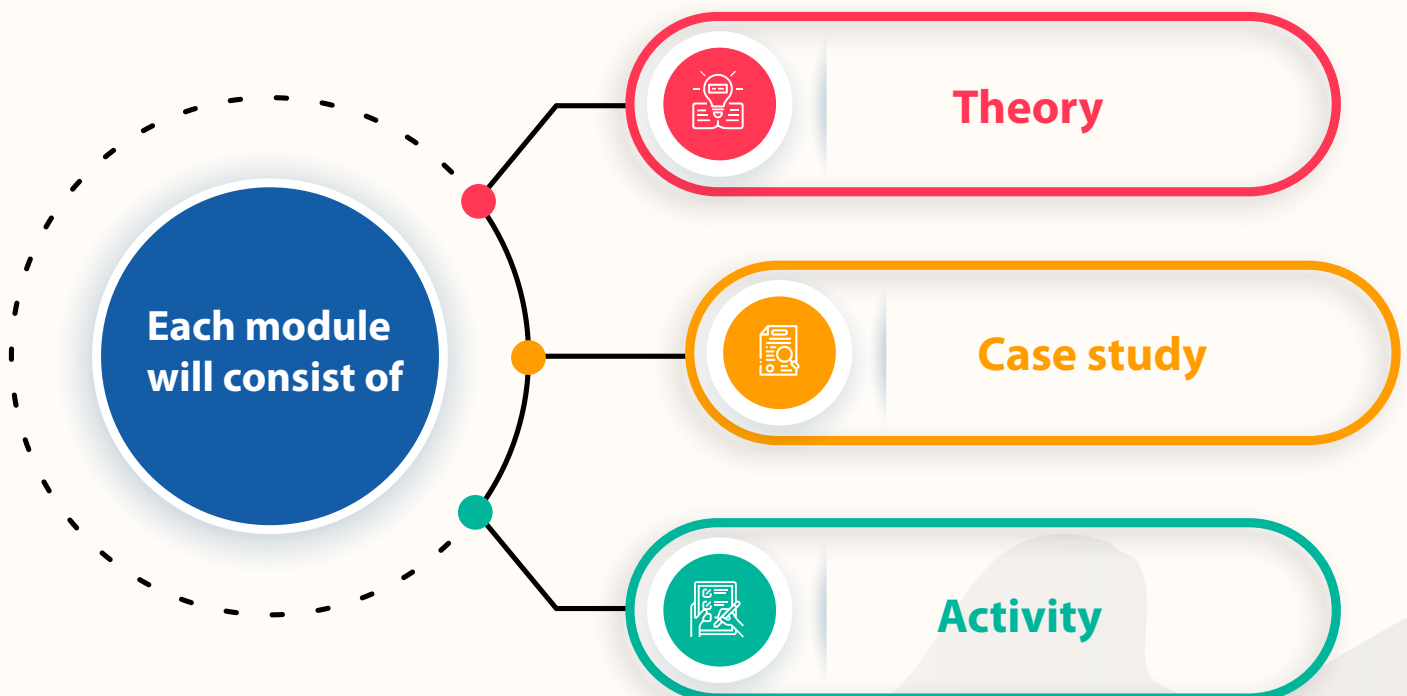 Each module
will consist of
Theory
Case study
Activity